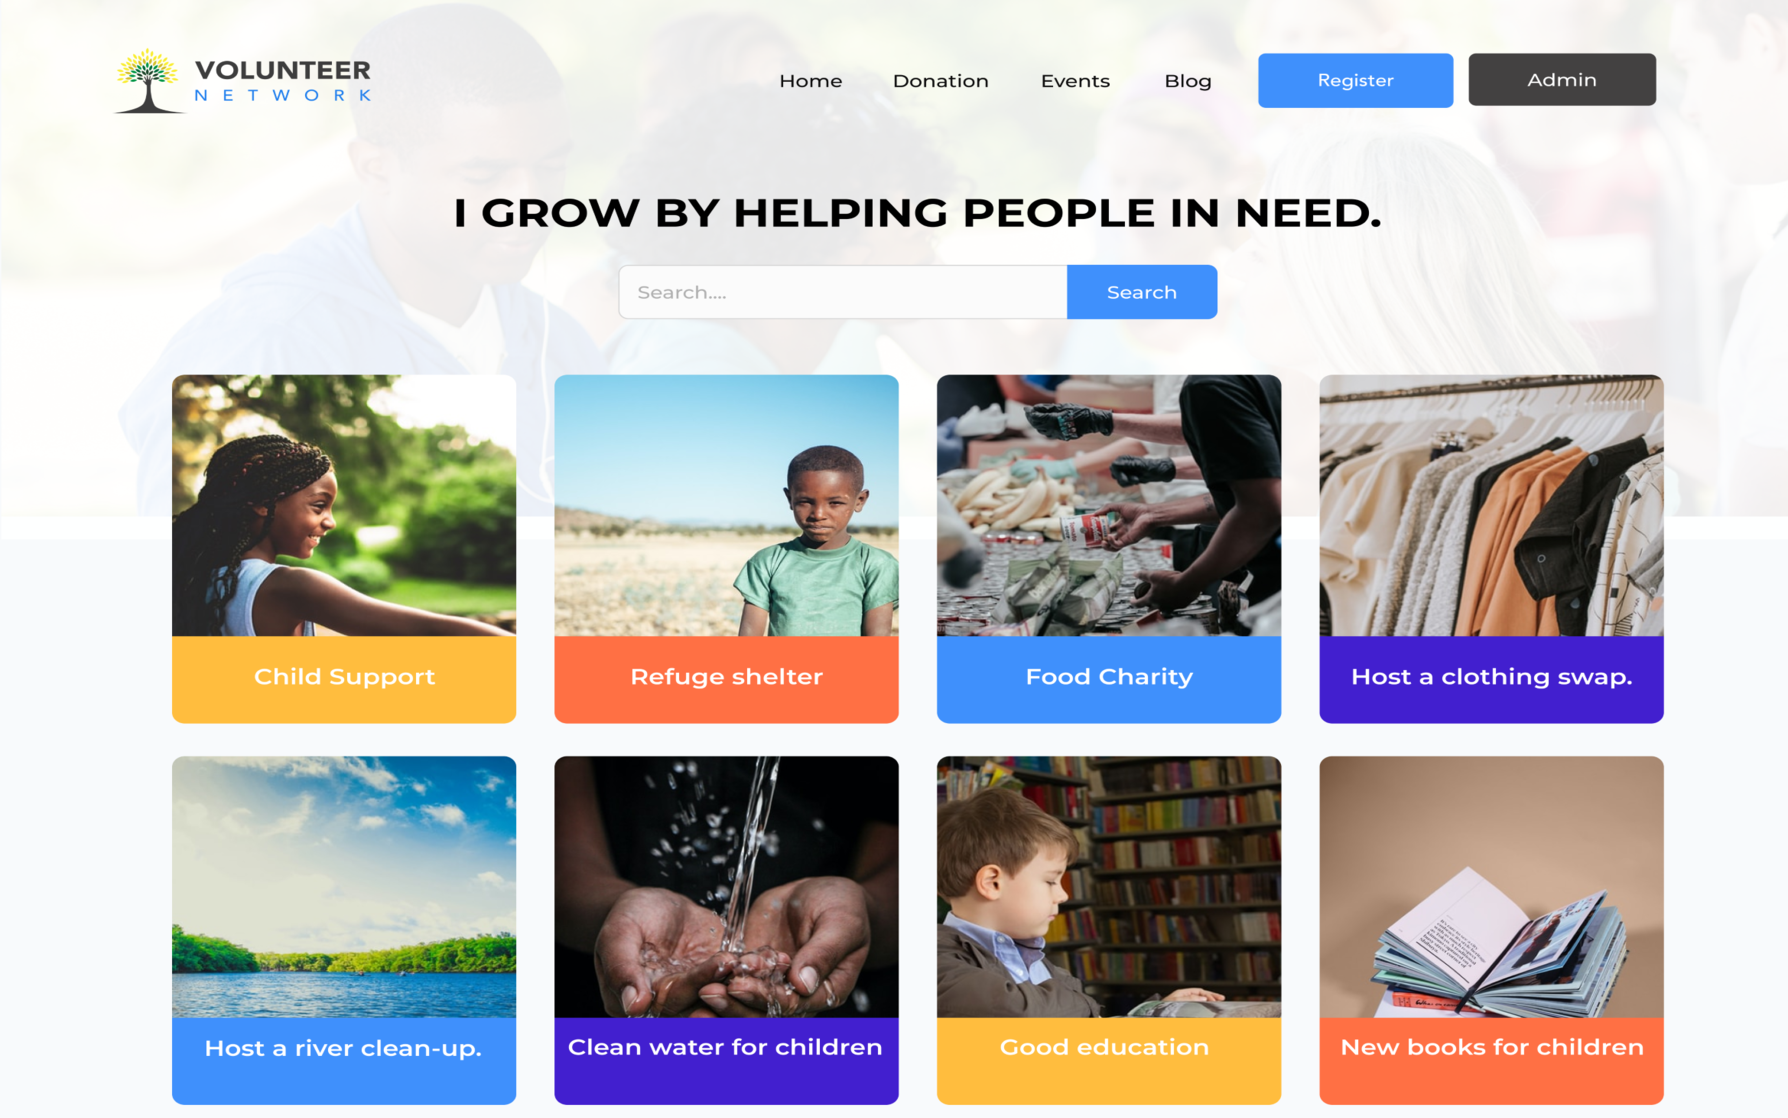 VOLUNTEER
NETWORK
Home Donation Events Blog Register Admin
I GROW BY HELPING PEOPLE IN NEED.
Search.... Search
Child Support Refuge shelter Food Charity Host a clothing swap.
Host a river clean-up. Clean water for children Good education New books for children